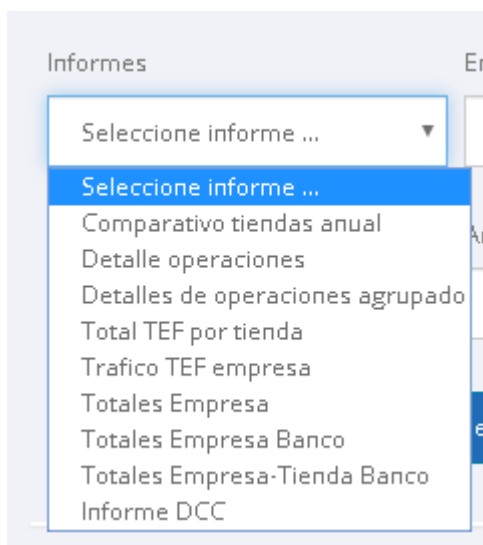 Informes
Seleccione informe ...
Seleccione informe ...
Comparativo tiendas anual
Detalle operaciones
Detalles de operaciones agrupado
Total TEF por tienda
Trafico TEF empresa
Totales Empresa
Totales Empresa Banco
Totales Empresa-Tienda Banco
Informe DCC